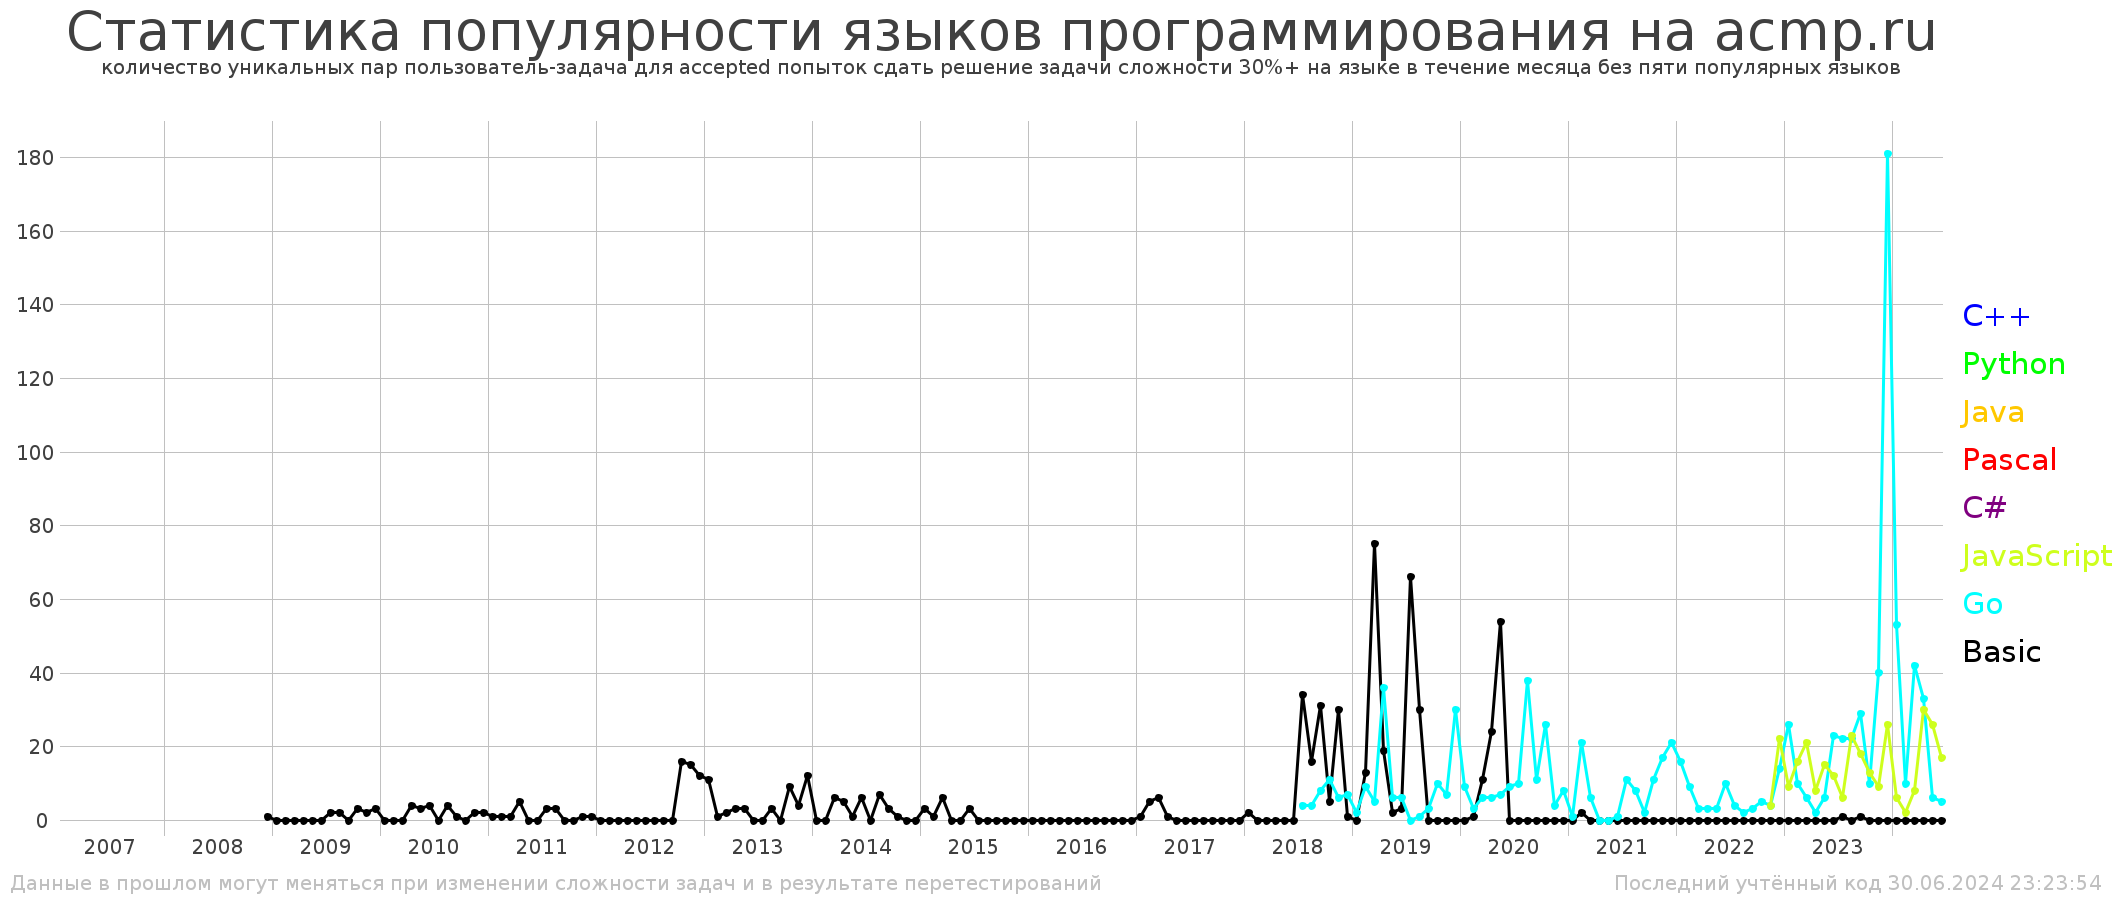 Статистика популярности языков программирования на acmp.ru
количество уникальных пар пользователь-задача для accepted попыток сдать решение задачи сложности 30%+ на языке в течение месяца без пяти популярных языков
180
160
140
120
100
80
60
40
20
0
C++
Python
Java
Pascal
C#
JavaScript
Go
Basic
2007 2008 2009 2010 2011 2012 2013 2014 2015 2016 2017 2018 2019 2020 2021 2022 2023
Данные в прошлом могут меняться при изменении сложности задач и в результате перетестирований
Последний учтённый код 30.06.2024 23:23:54